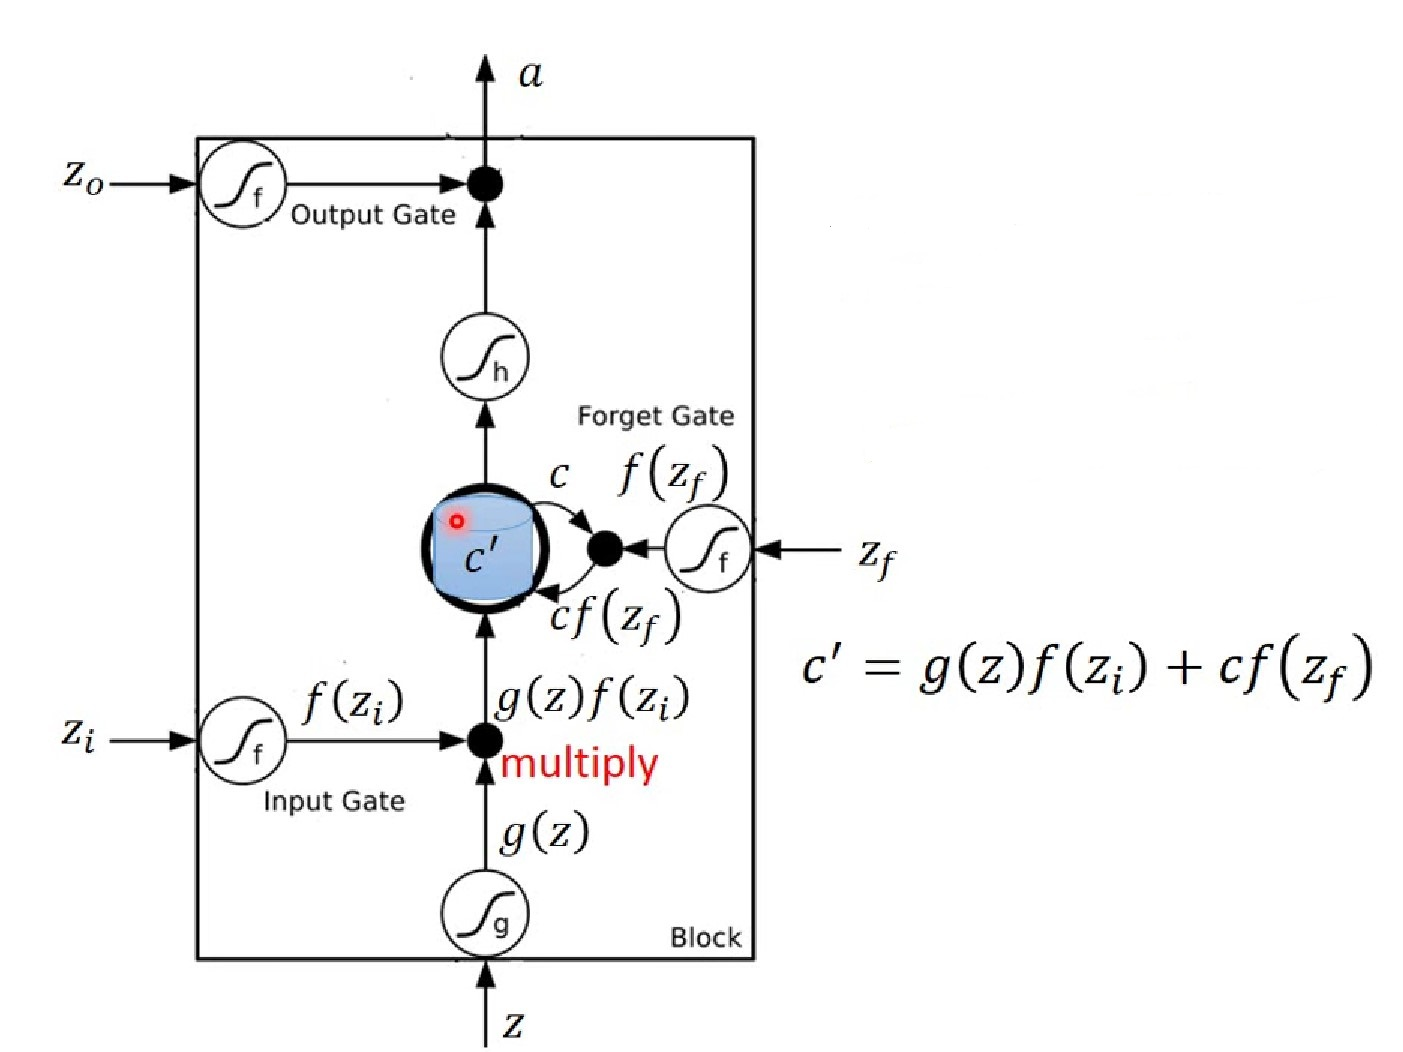 a
z_o
f
Output Gate
h
Forget Gate
c
f(z_f)
c′
f
z_f
cf(z_f)
c′ = g(z)f(z_i) + cf(z_f)
f(z_i)
g(z)f(z_i)
z_i
f
multiply
Input Gate
g(z)
g
Block
z